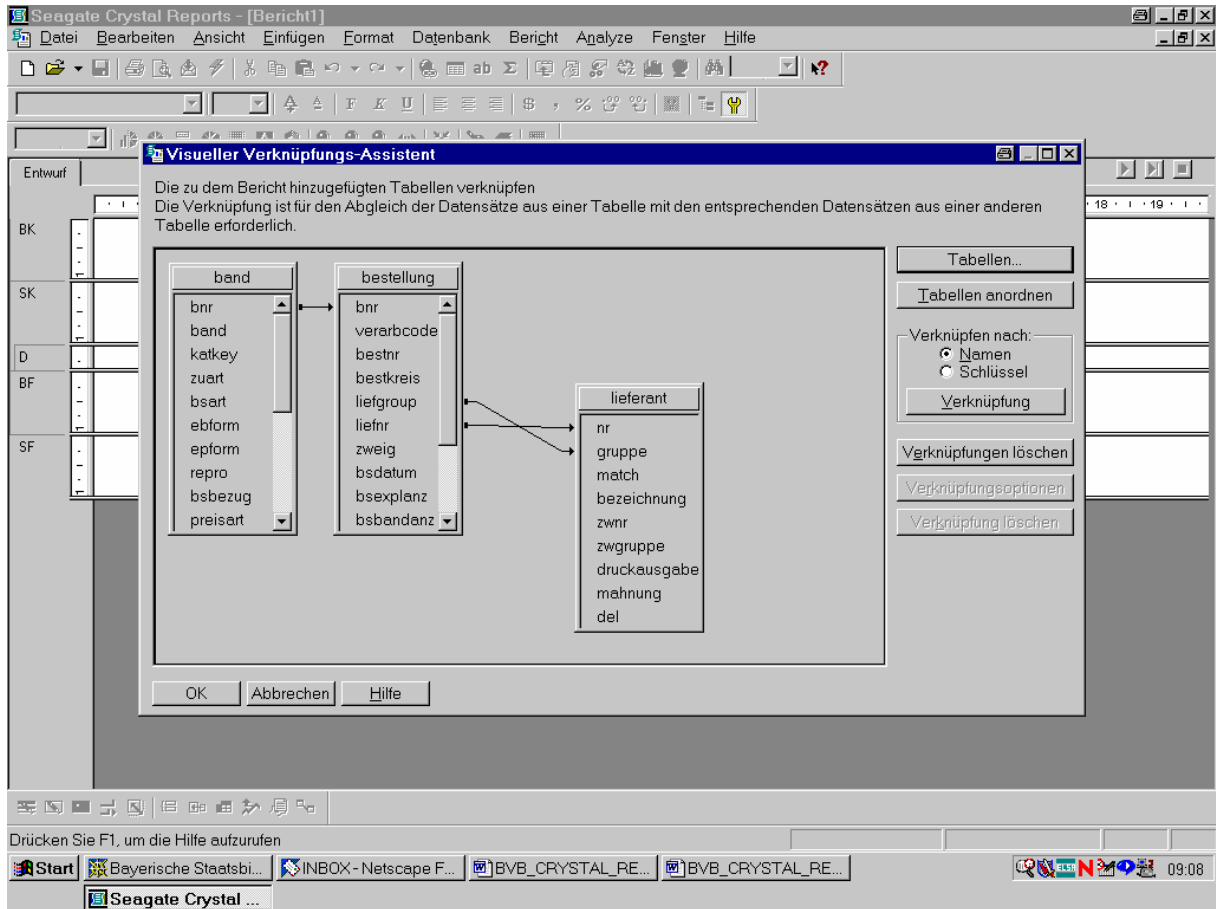 Seagate Crystal Reports - [Bericht1]
Datei Bearbeiten Ansicht Einfügen Format Datenbank Bericht Analyze Fenster Hilfe
ab Σ
F K U $ , %
Entwurf
18 19
BK
SK
D
BF
SF
Visueller Verknüpfungs-Assistent
Die zu dem Bericht hinzugefügten Tabellen verknüpfen
Die Verknüpfung ist für den Abgleich der Datensätze aus einer Tabelle mit den entsprechenden Datensätzen aus einer anderen
Tabelle erforderlich.
band
bnr
band
katkey
zuart
bsart
ebform
epform
repro
bsbezug
preisart
bestellung
bnr
verarbcode
bestnr
bestkreis
liefgroup
liefnr
zweig
bsdatum
bsexplanz
bsbandanz
lieferant
nr
gruppe
match
bezeichnung
zwnr
zwgruppe
druckausgabe
mahnung
del
Tabellen...
Tabellen anordnen
Verknüpfen nach:
Namen
Schlüssel
Verknüpfung
Verknüpfungen löschen
Verknüpfungsoptionen
Verknüpfung löschen
OK Abbrechen Hilfe
Drücken Sie F1, um die Hilfe aufzurufen
Start Bayerische Staatsbi... INBOX - Netscape F... BVB_CRYSTAL_RE... BVB_CRYSTAL_RE... ELSA N 09:08
Seagate Crystal ...